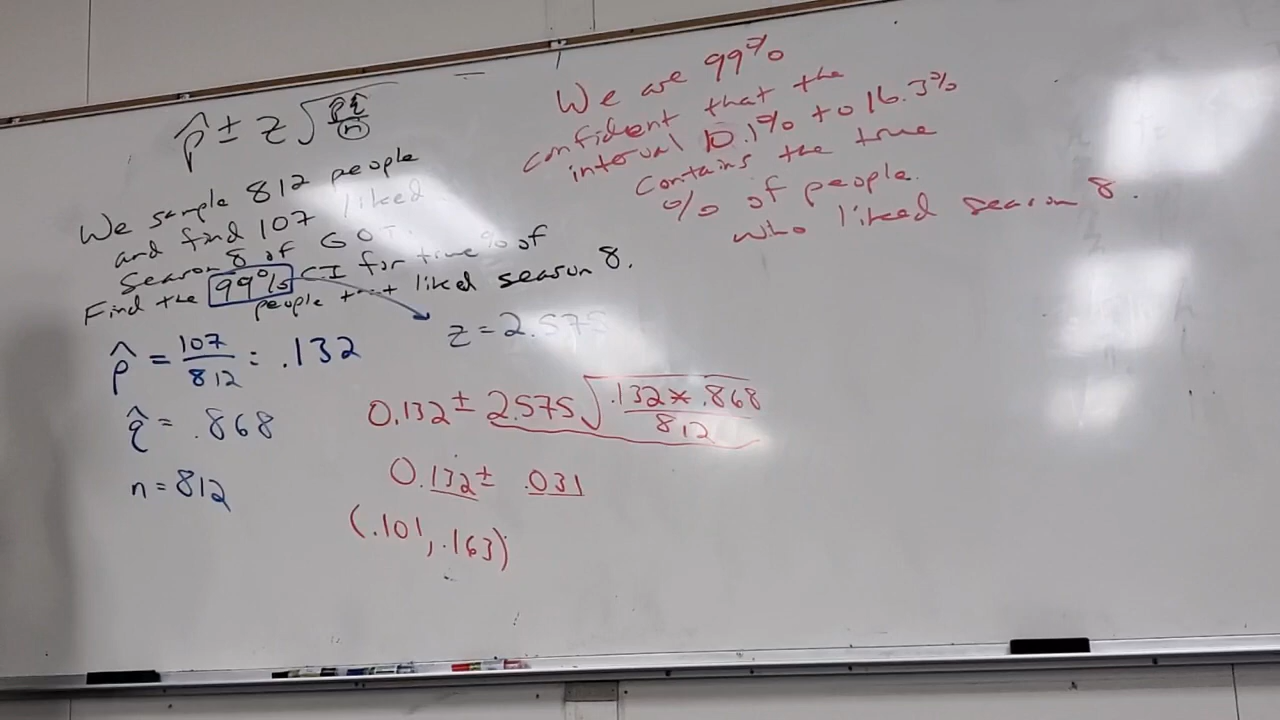 p̂ ± z√(p̂q̂/n)
We sample 812 people
and find 107 liked
Season 8 of GOT.
Find the 99% CI for true % of
people that liked season 8.
p̂ = 107/812 = .132
z = 2.575
q̂ = .868
n = 812
0.132 ± 2.575√(.132 * .868/812)
0.132 ± .031
(.101, .163)
We are 99%
confident that the
interval 10.1% to 16.3%
contains the true
% of people
who liked season 8.